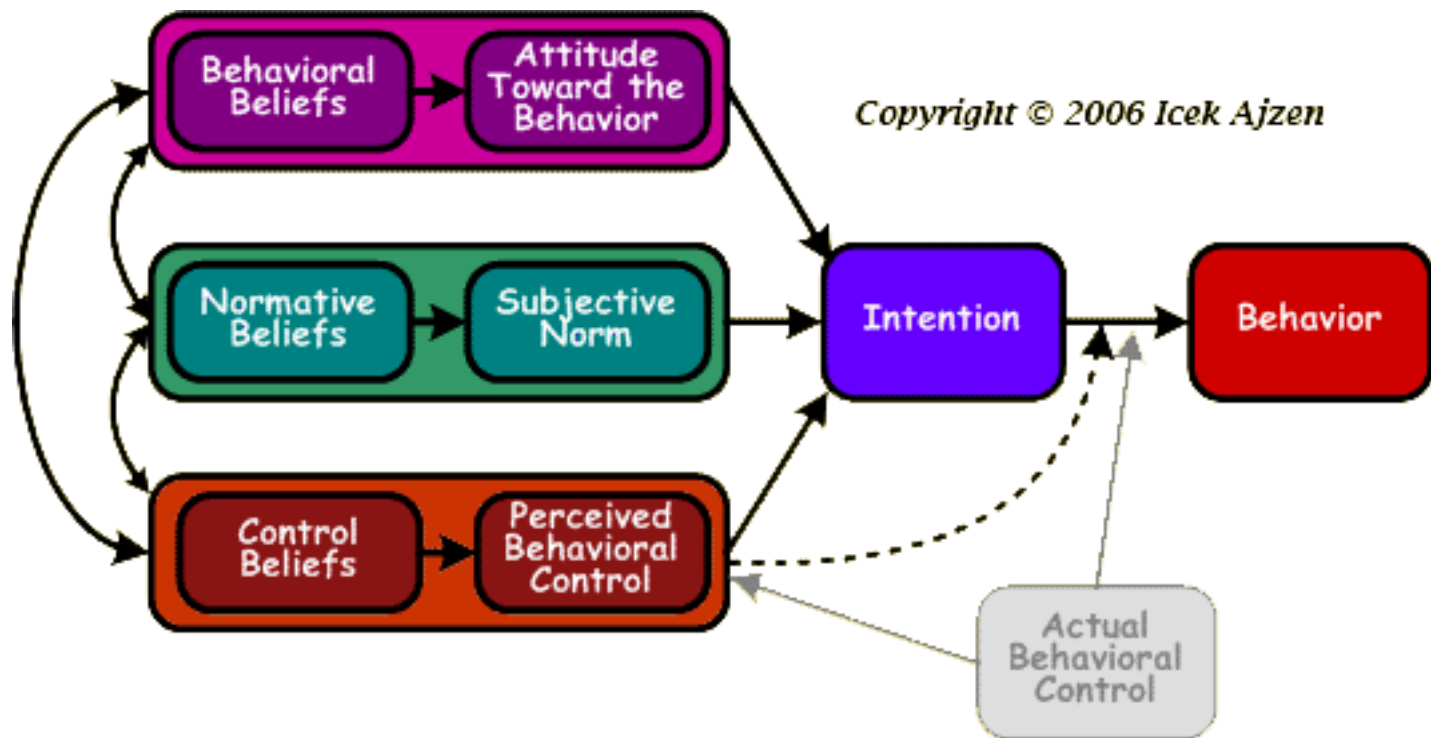 Behavioral
Beliefs
Attitude
Toward the
Behavior
Copyright © 2006 Icek Ajzen
Normative
Beliefs
Subjective
Norm
Intention
Behavior
Control
Beliefs
Perceived
Behavioral
Control
Actual
Behavioral
Control